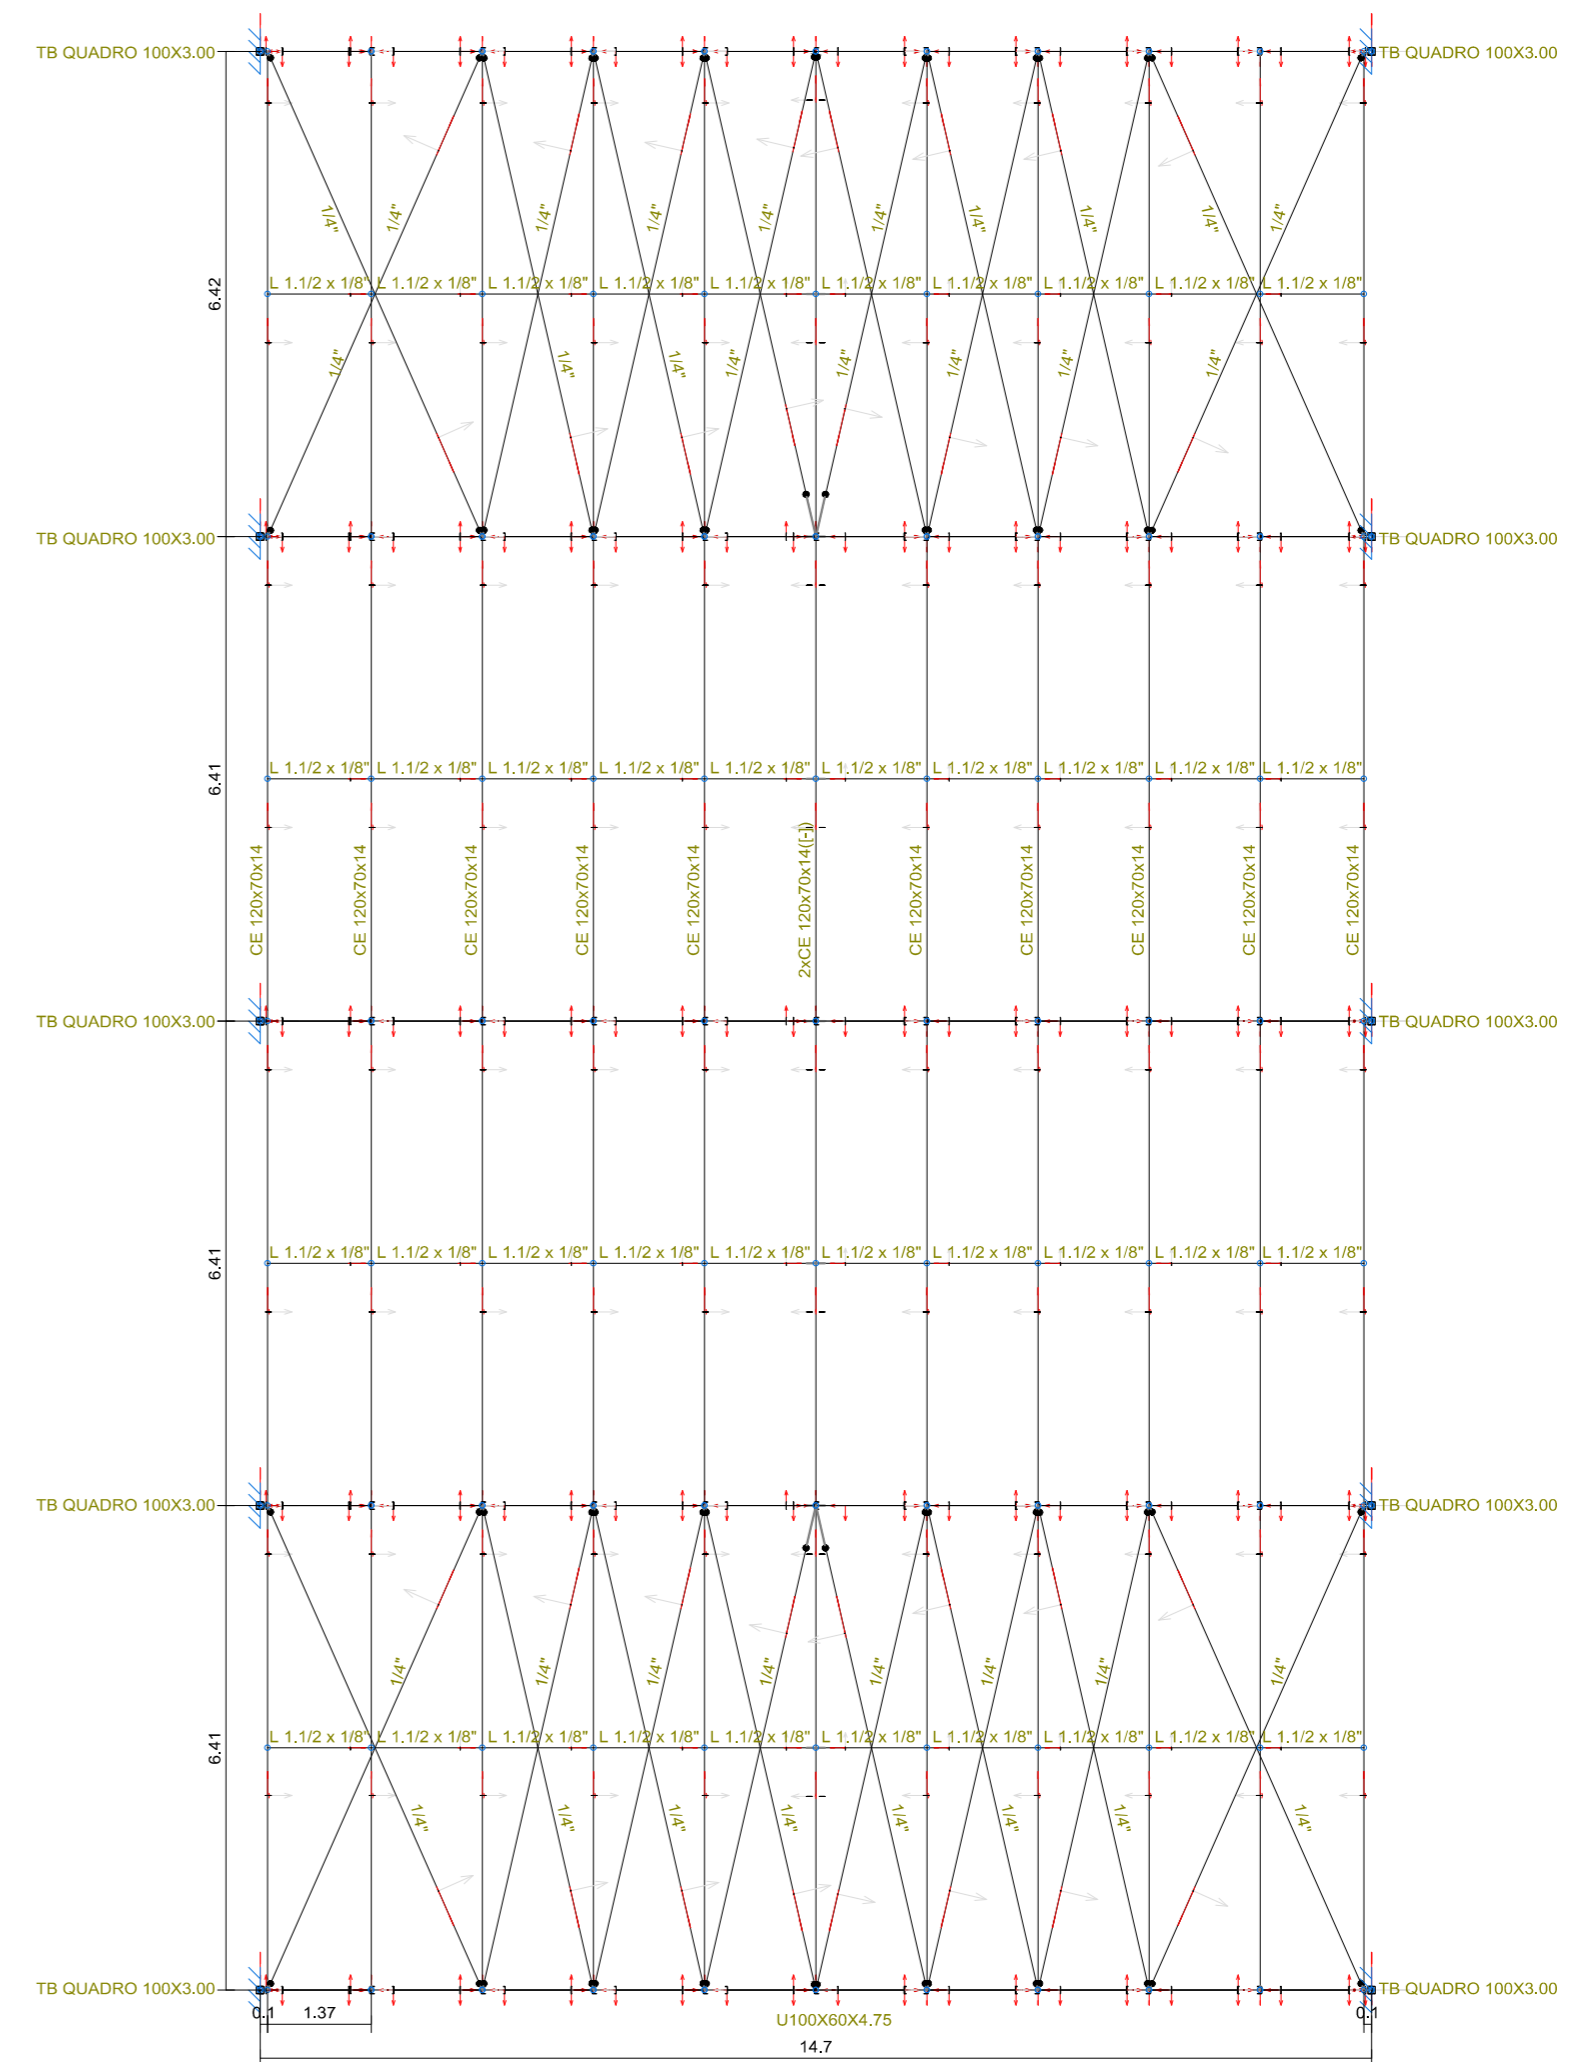 TB QUADRO 100X3.00 TB QUADRO 100X3.00
1/4" 1/4" 1/4" 1/4" 1/4" 1/4" 1/4" 1/4" 1/4" 1/4"
L 1.1/2 x 1/8" L 1.1/2 x 1/8" L 1.1/2 x 1/8" L 1.1/2 x 1/8" L 1.1/2 x 1/8" L 1.1/2 x 1/8" L 1.1/2 x 1/8" L 1.1/2 x 1/8" L 1.1/2 x 1/8" L 1.1/2 x 1/8"
6.42
1/4" 1/4" 1/4" 1/4" 1/4" 1/4" 1/4" 1/4"
TB QUADRO 100X3.00 TB QUADRO 100X3.00
L 1.1/2 x 1/8" L 1.1/2 x 1/8" L 1.1/2 x 1/8" L 1.1/2 x 1/8" L 1.1/2 x 1/8" L 1.1/2 x 1/8" L 1.1/2 x 1/8" L 1.1/2 x 1/8" L 1.1/2 x 1/8" L 1.1/2 x 1/8"
6.41
CE 120x70x14 CE 120x70x14 CE 120x70x14 CE 120x70x14 CE 120x70x14 2xCE 120x70x14([-]) CE 120x70x14 CE 120x70x14 CE 120x70x14 CE 120x70x14 CE 120x70x14
TB QUADRO 100X3.00 TB QUADRO 100X3.00
L 1.1/2 x 1/8" L 1.1/2 x 1/8" L 1.1/2 x 1/8" L 1.1/2 x 1/8" L 1.1/2 x 1/8" L 1.1/2 x 1/8" L 1.1/2 x 1/8" L 1.1/2 x 1/8" L 1.1/2 x 1/8" L 1.1/2 x 1/8"
6.41
TB QUADRO 100X3.00 TB QUADRO 100X3.00
1/4" 1/4" 1/4" 1/4" 1/4" 1/4" 1/4" 1/4"
L 1.1/2 x 1/8" L 1.1/2 x 1/8" L 1.1/2 x 1/8" L 1.1/2 x 1/8" L 1.1/2 x 1/8" L 1.1/2 x 1/8" L 1.1/2 x 1/8" L 1.1/2 x 1/8" L 1.1/2 x 1/8" L 1.1/2 x 1/8"
6.41
1/4" 1/4" 1/4" 1/4" 1/4" 1/4" 1/4" 1/4"
TB QUADRO 100X3.00 TB QUADRO 100X3.00
0.1 1.37 0.1
U100X60X4.75
14.7